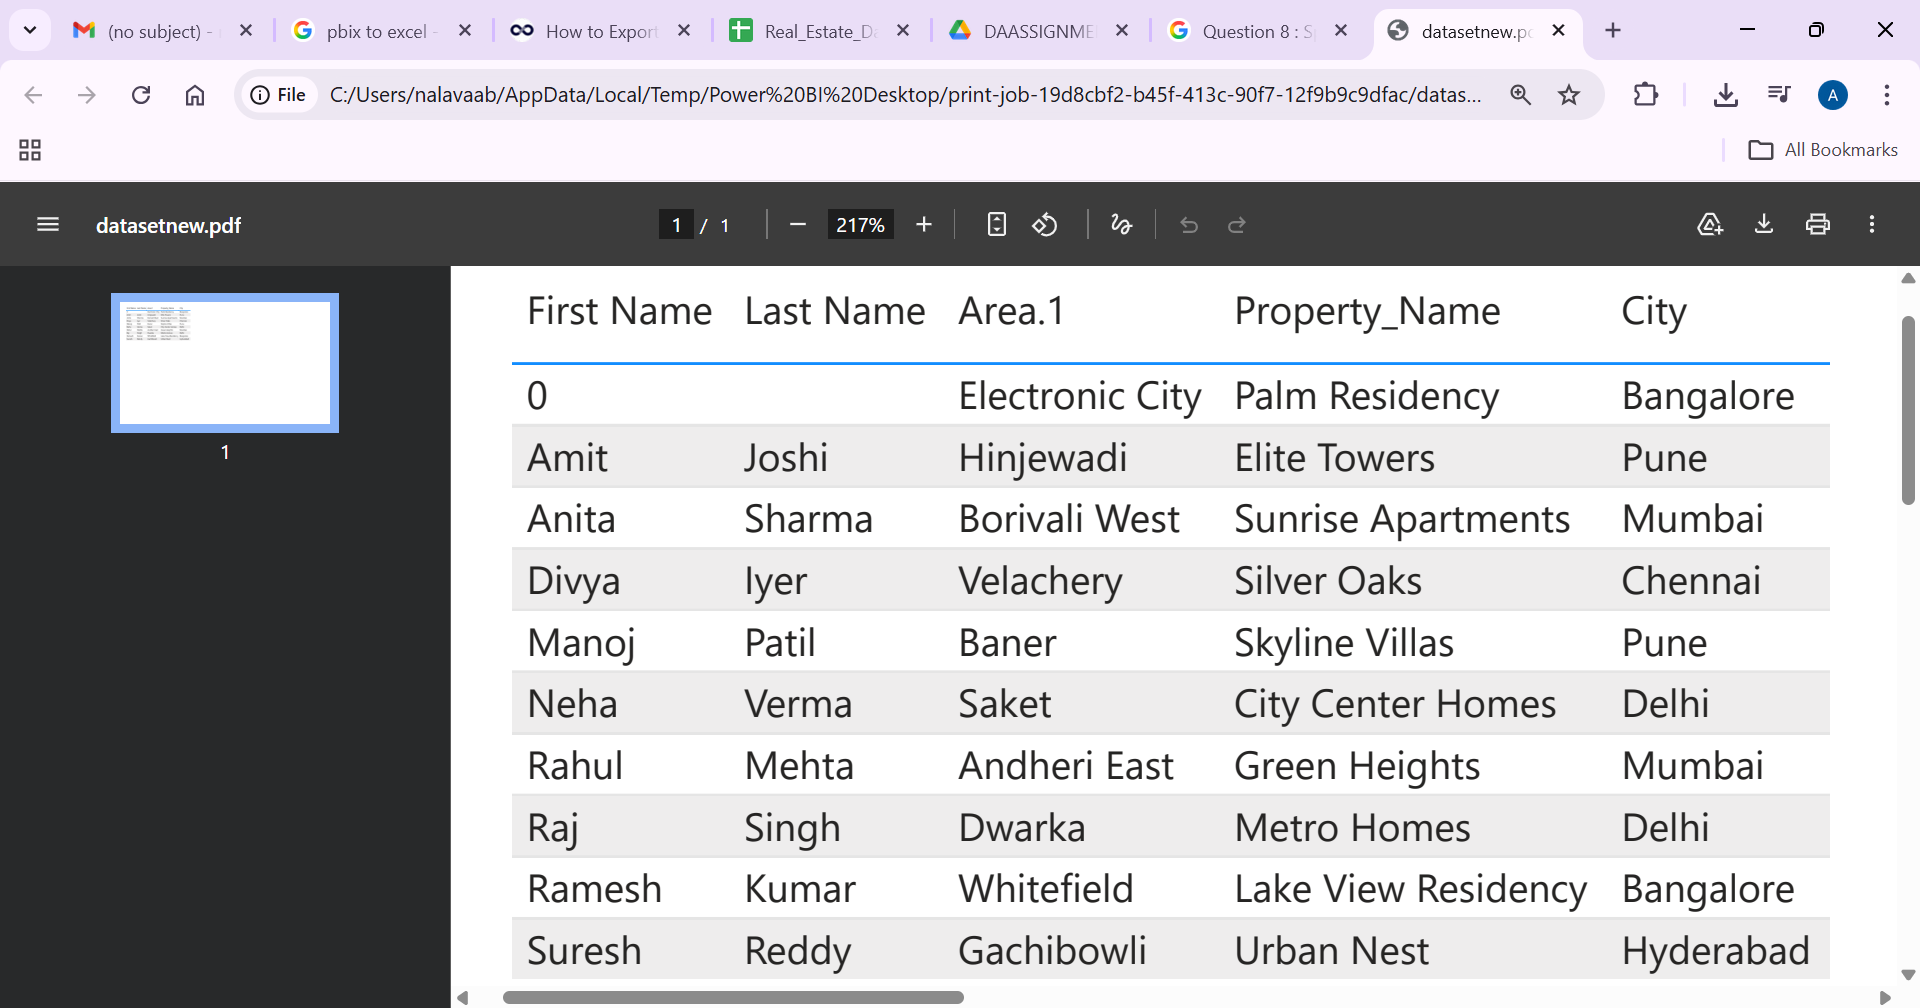 (no subject) -
pbix to excel -
How to Export
Real_Estate_Da
DAASSIGNME
Question 8 : S
datasetnew.pd
File C:/Users/nalavaab/AppData/Local/Temp/Power%20BI%20Desktop/print-job-19d8cbf2-b45f-413c-90f7-12f9b9c9dfac/datas...
A
All Bookmarks
datasetnew.pdf
1 / 1
217%
1
First Name Last Name Area.1 Property_Name City
0 Electronic City Palm Residency Bangalore
Amit Joshi Hinjewadi Elite Towers Pune
Anita Sharma Borivali West Sunrise Apartments Mumbai
Divya Iyer Velachery Silver Oaks Chennai
Manoj Patil Baner Skyline Villas Pune
Neha Verma Saket City Center Homes Delhi
Rahul Mehta Andheri East Green Heights Mumbai
Raj Singh Dwarka Metro Homes Delhi
Ramesh Kumar Whitefield Lake View Residency Bangalore
Suresh Reddy Gachibowli Urban Nest Hyderabad